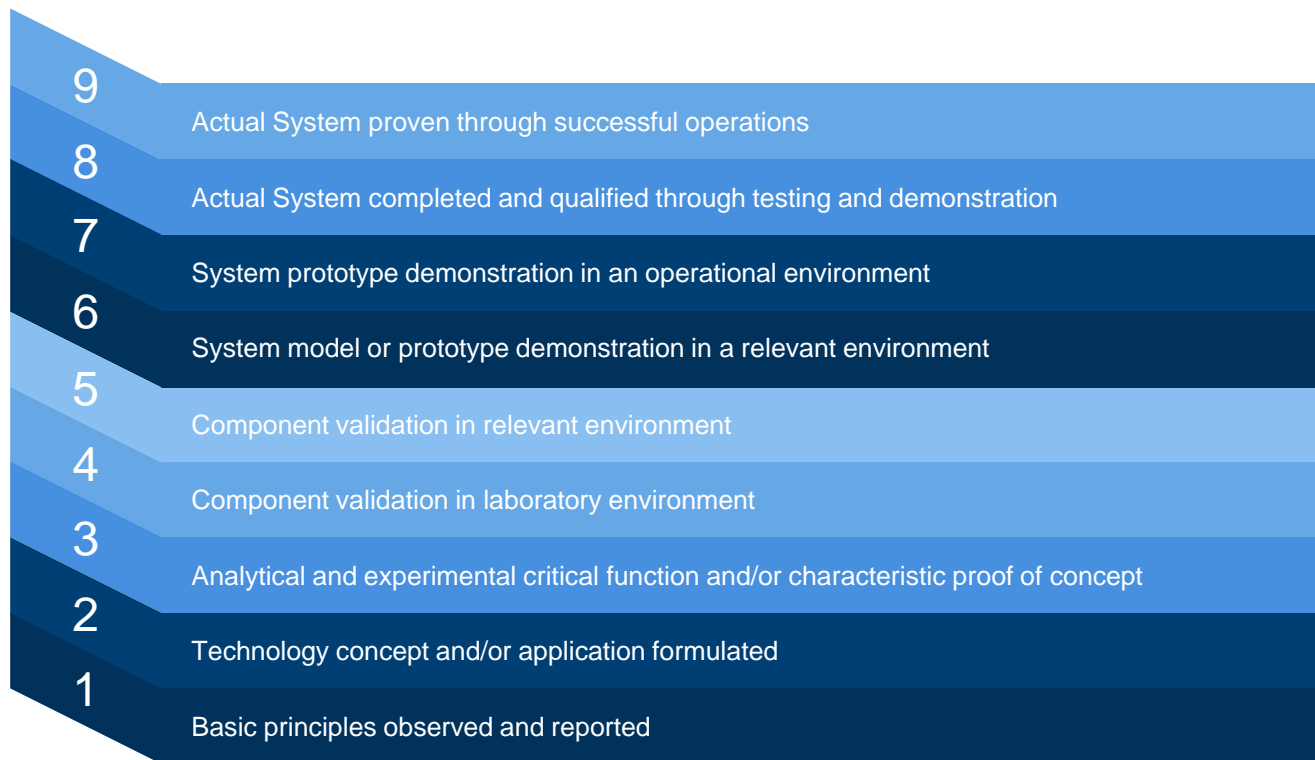 9
Actual System proven through successful operations
8
Actual System completed and qualified through testing and demonstration
7
System prototype demonstration in an operational environment
6
System model or prototype demonstration in a relevant environment
5
Component validation in relevant environment
4
Component validation in laboratory environment
3
Analytical and experimental critical function and/or characteristic proof of concept
2
Technology concept and/or application formulated
1
Basic principles observed and reported